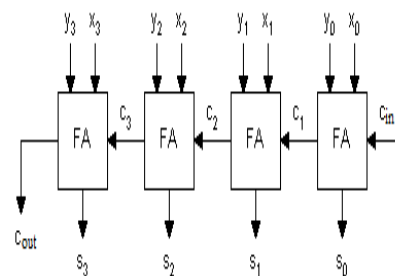 y3 x3 y2 x2 y1 x1 y0 x0
FA c3 FA c2 FA c1 FA cin
cout s3 s2 s1 s0